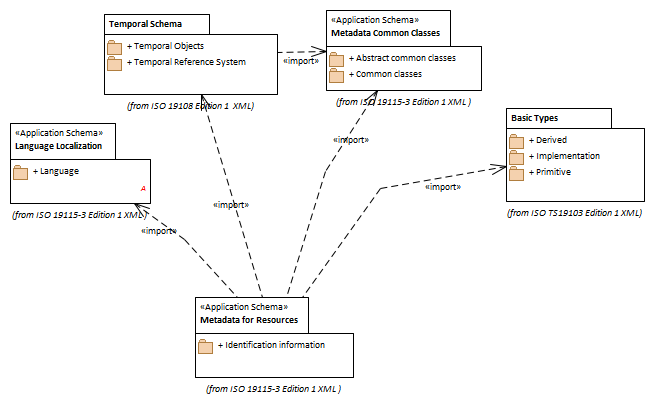 Temporal Schema
+ Temporal Objects
+ Temporal Reference System
(from ISO 19108 Edition 1 XML)
«import»
«Application Schema»
Metadata Common Classes
+ Abstract common classes
+ Common classes
(from ISO 19115-3 Edition 1 XML )
«Application Schema»
Language Localization
+ Language
A
(from ISO 19115-3 Edition 1 XML)
Basic Types
+ Derived
+ Implementation
+ Primitive
(from ISO TS19103 Edition 1 XML)
«import»
«import»
«import»
«import»
«Application Schema»
Metadata for Resources
+ Identification information
(from ISO 19115-3 Edition 1 XML )